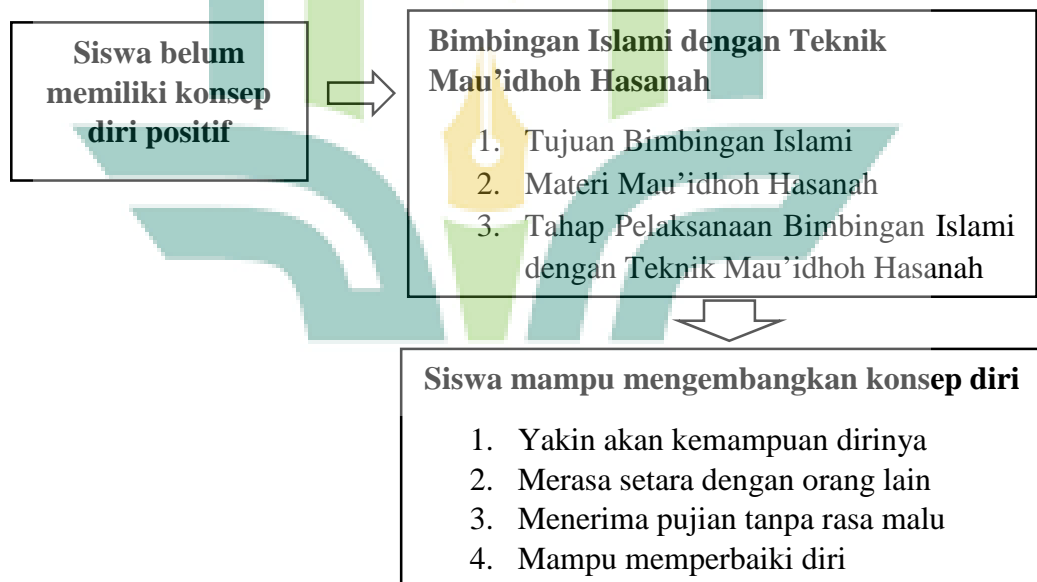 Siswa belum
memiliki konsep
diri positif
Bimbingan Islami dengan Teknik
Mau’idhoh Hasanah
1. Tujuan Bimbingan Islami
2. Materi Mau’idhoh Hasanah
3. Tahap Pelaksanaan Bimbingan Islami
dengan Teknik Mau’idhoh Hasanah
Siswa mampu mengembangkan konsep diri
1. Yakin akan kemampuan dirinya
2. Merasa setara dengan orang lain
3. Menerima pujian tanpa rasa malu
4. Mampu memperbaiki diri